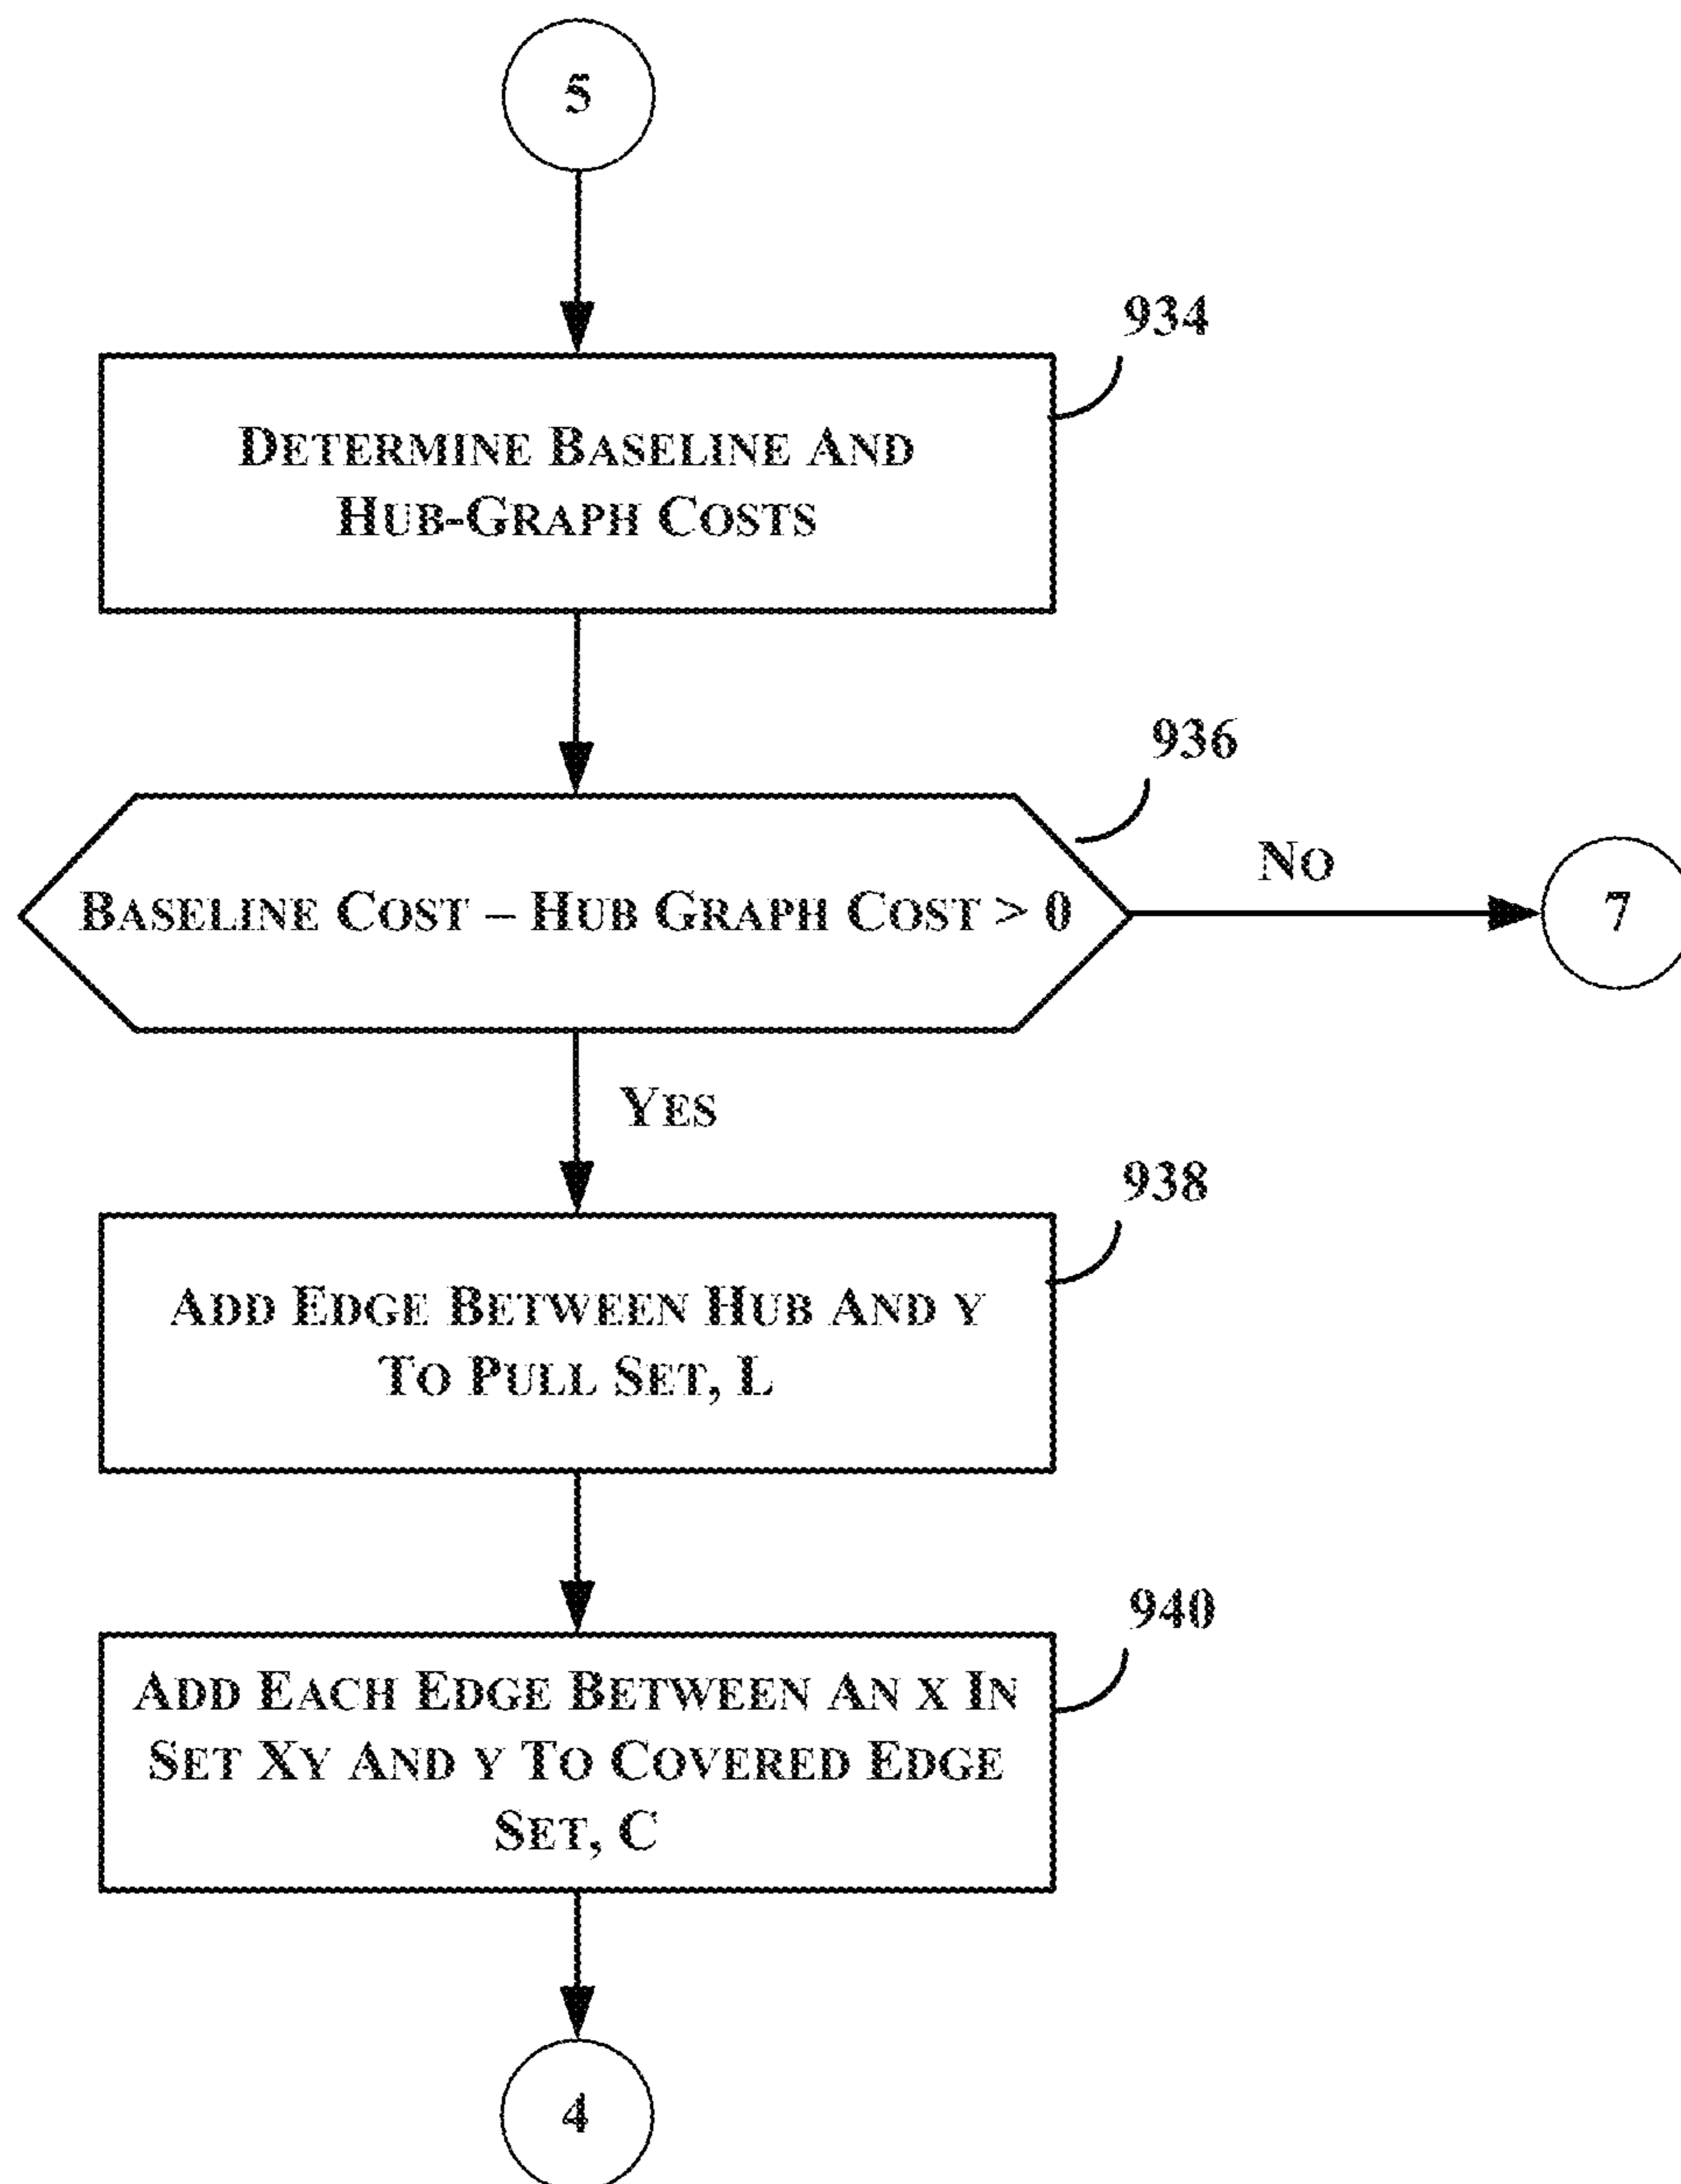 5
934
DETERMINE BASELINE AND
HUB-GRAPH COSTS
936
BASELINE COST – HUB GRAPH COST > 0
NO
7
YES
938
ADD EDGE BETWEEN HUB AND Y
TO PULL SET, L
940
ADD EACH EDGE BETWEEN AN X IN
SET XY AND Y TO COVERED EDGE
SET, C
4